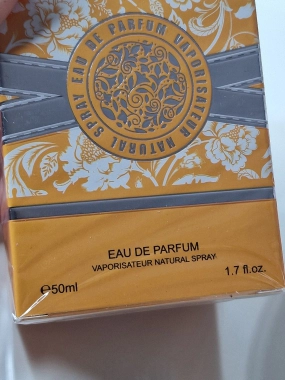 EAU DE PARFUM VAPORISATEUR NATURAL SPRAY
EAU DE PARFUM
VAPORISATEUR NATURAL SPRAY
℮50ml
1.7 fl.oz.